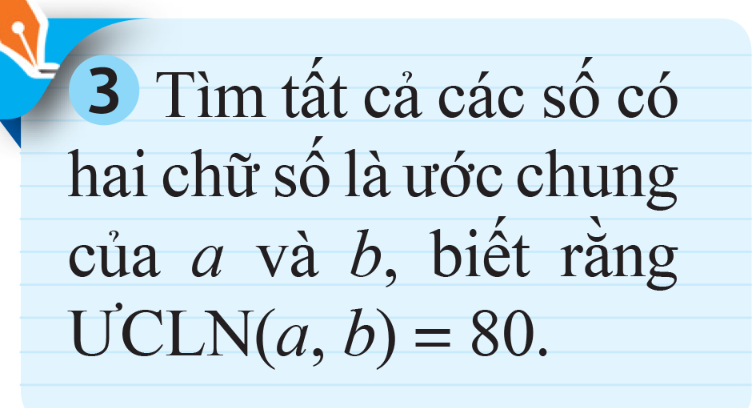 3 Tìm tất cả các số có
hai chữ số là ước chung
của a và b, biết rằng
ƯCLN(a, b) = 80.